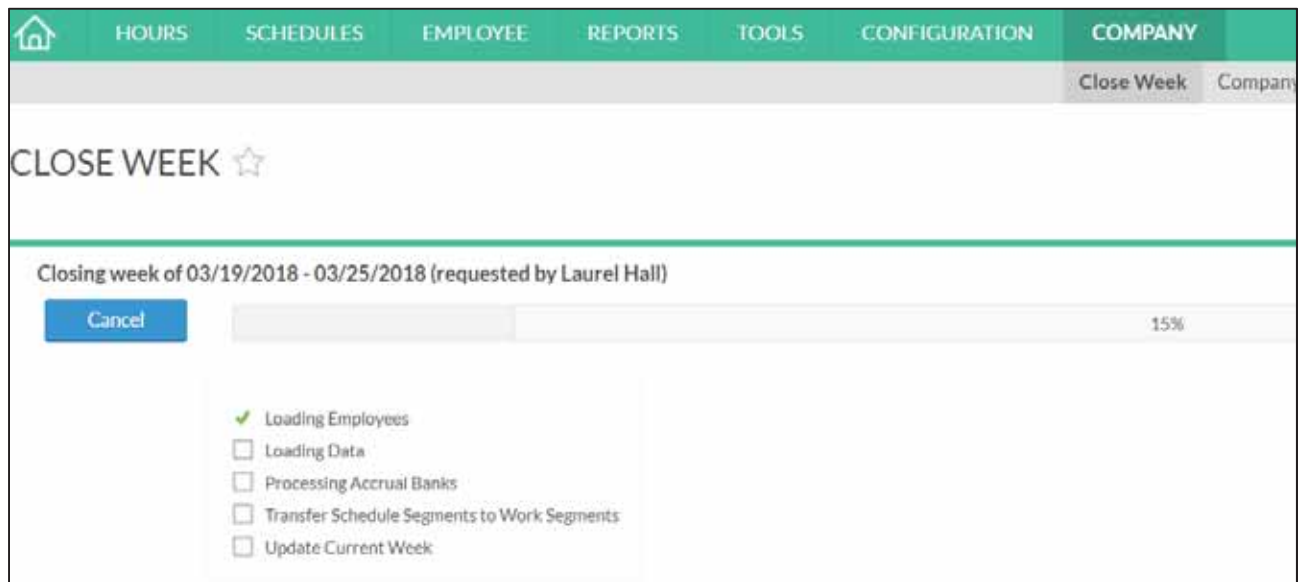 HOURS SCHEDULES EMPLOYEE REPORTS TOOLS CONFIGURATION COMPANY
Close Week Company
CLOSE WEEK
Closing week of 03/19/2018 - 03/25/2018 (requested by Laurel Hall)
Cancel 15%
Loading Employees
Loading Data
Processing Accrual Banks
Transfer Schedule Segments to Work Segments
Update Current Week